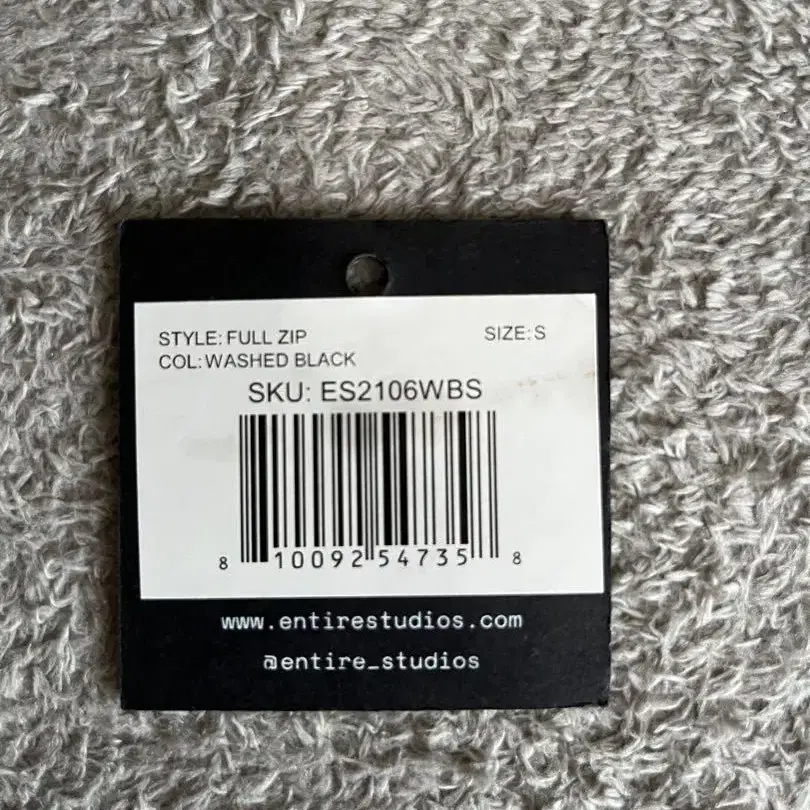 STYLE: FULL ZIP SIZE: S
COL: WASHED BLACK
SKU: ES2106WBS
8 10092 54735 8
www.entirestudios.com
@entire_studios